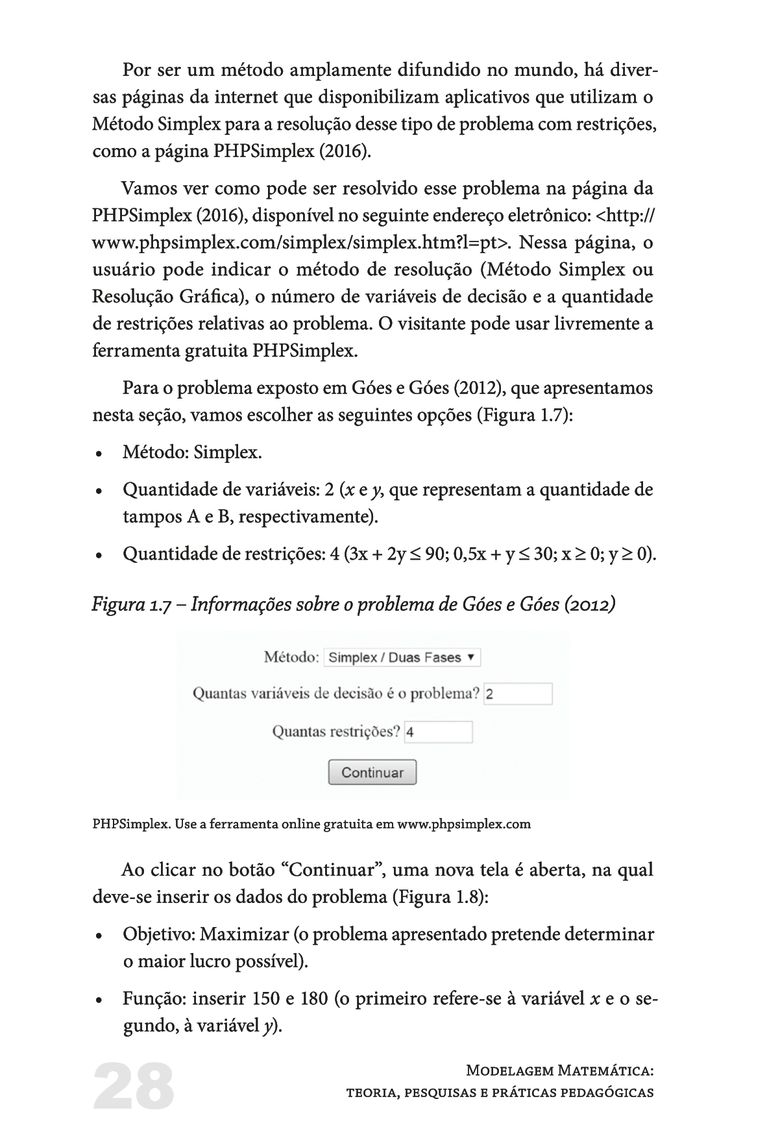 Por ser um método amplamente difundido no mundo, há diver-
sas páginas da internet que disponibilizam aplicativos que utilizam o
Método Simplex para a resolução desse tipo de problema com restrições,
como a página PHPSimplex (2016).
Vamos ver como pode ser resolvido esse problema na página da
PHPSimplex (2016), disponível no seguinte endereço eletrônico: <http://
www.phpsimplex.com/simplex/simplex.htm?l=pt>. Nessa página, o
usuário pode indicar o método de resolução (Método Simplex ou
Resolução Gráfica), o número de variáveis de decisão e a quantidade
de restrições relativas ao problema. O visitante pode usar livremente a
ferramenta gratuita PHPSimplex.
Para o problema exposto em Góes e Góes (2012), que apresentamos
nesta seção, vamos escolher as seguintes opções (Figura 1.7):
• Método: Simplex.
• Quantidade de variáveis: 2 (x e y, que representam a quantidade de
tampos A e B, respectivamente).
• Quantidade de restrições: 4 (3x + 2y ≤ 90; 0,5x + y ≤ 30; x ≥ 0; y ≥ 0).
Figura 1.7 – Informações sobre o problema de Góes e Góes (2012)
Método: Simplex / Duas Fases ▼
Quantas variáveis de decisão é o problema? 2
Quantas restrições? 4
Continuar
PHPSimplex. Use a ferramenta online gratuita em www.phpsimplex.com
Ao clicar no botão “Continuar”, uma nova tela é aberta, na qual
deve-se inserir os dados do problema (Figura 1.8):
• Objetivo: Maximizar (o problema apresentado pretende determinar
o maior lucro possível).
• Função: inserir 150 e 180 (o primeiro refere-se à variável x e o se-
gundo, à variável y).
28
Modelagem Matemática:
teoria, pesquisas e práticas pedagógicas